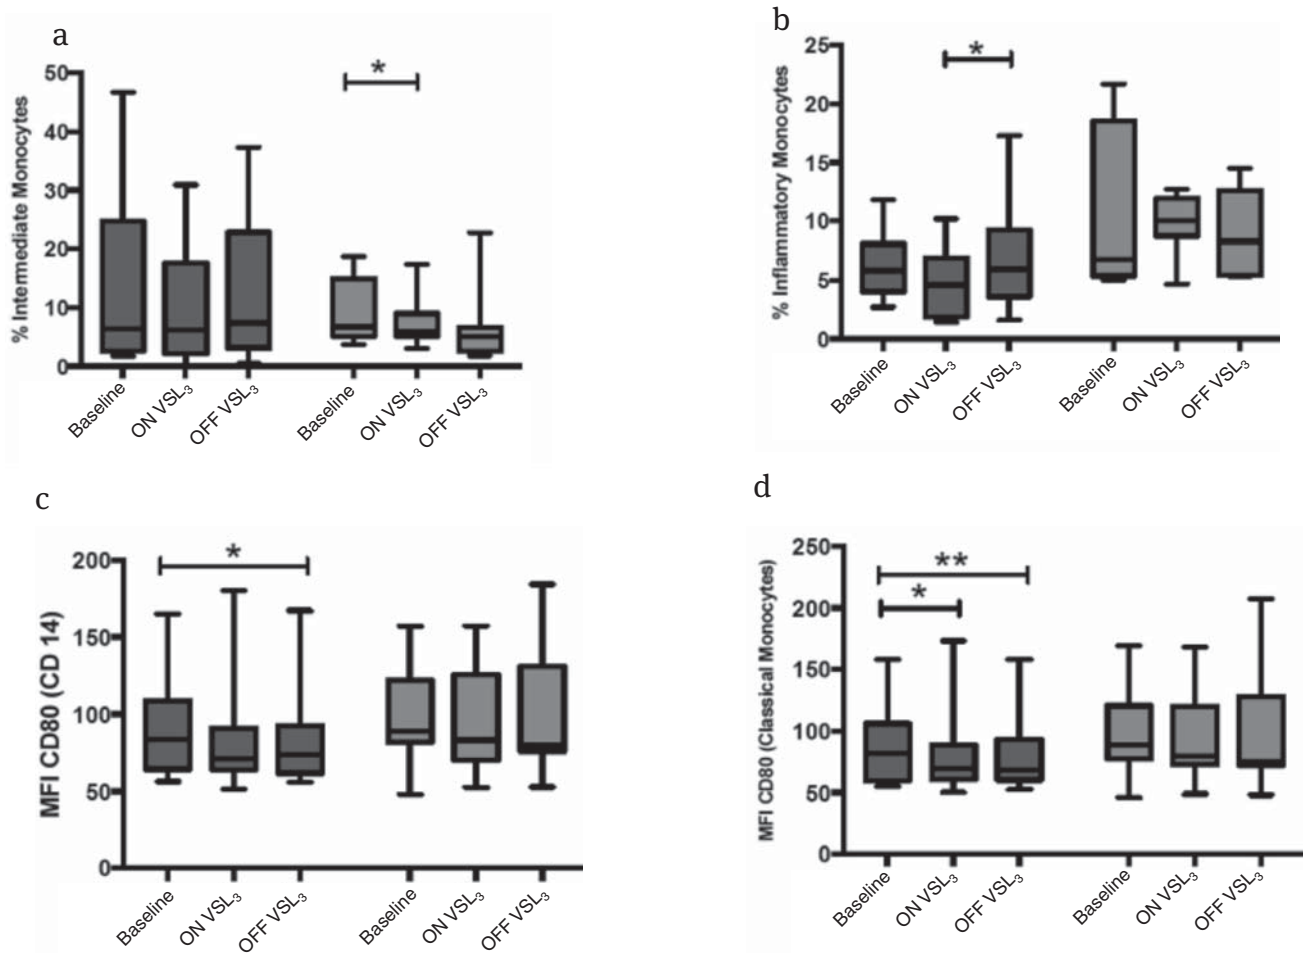 a
% Intermediate Monocytes
50
40
30
20
10
0
*
Baseline
ON VSL3
OFF VSL3
Baseline
ON VSL3
OFF VSL3
b
% Inflammatory Monocytes
25
20
15
10
5
0
*
Baseline
ON VSL3
OFF VSL3
Baseline
ON VSL3
OFF VSL3
c
MFI CD80 (CD 14)
200
150
100
50
0
*
Baseline
ON VSL3
OFF VSL3
Baseline
ON VSL3
OFF VSL3
d
MFI CD80 (Classical Monocytes)
250
200
150
100
50
0
**
*
Baseline
ON VSL3
OFF VSL3
Baseline
ON VSL3
OFF VSL3